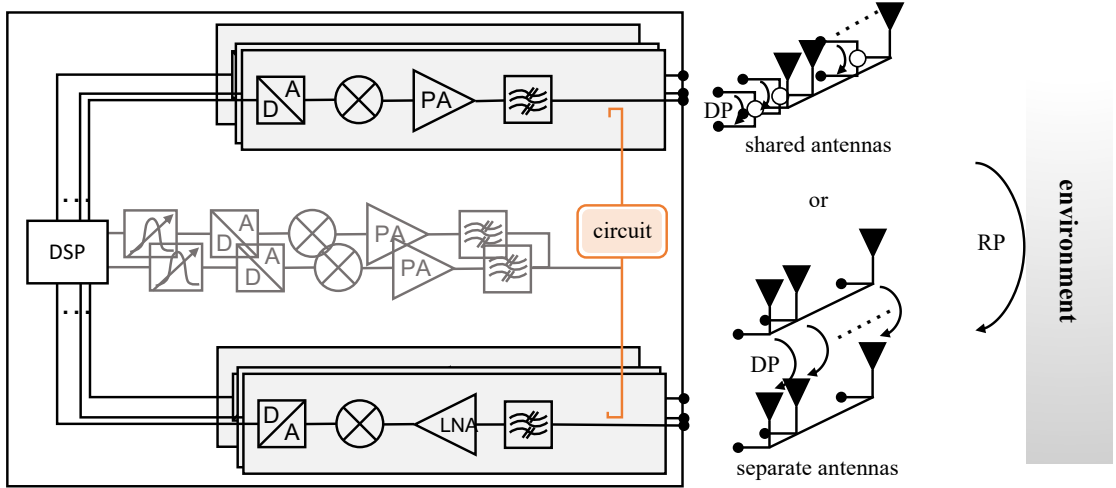 A
D
PA
DP
shared antennas
or
environment
RP
. . .
DSP
A
D
A
D
PA
PA
circuit
. . .
DP
D
A
LNA
separate antennas